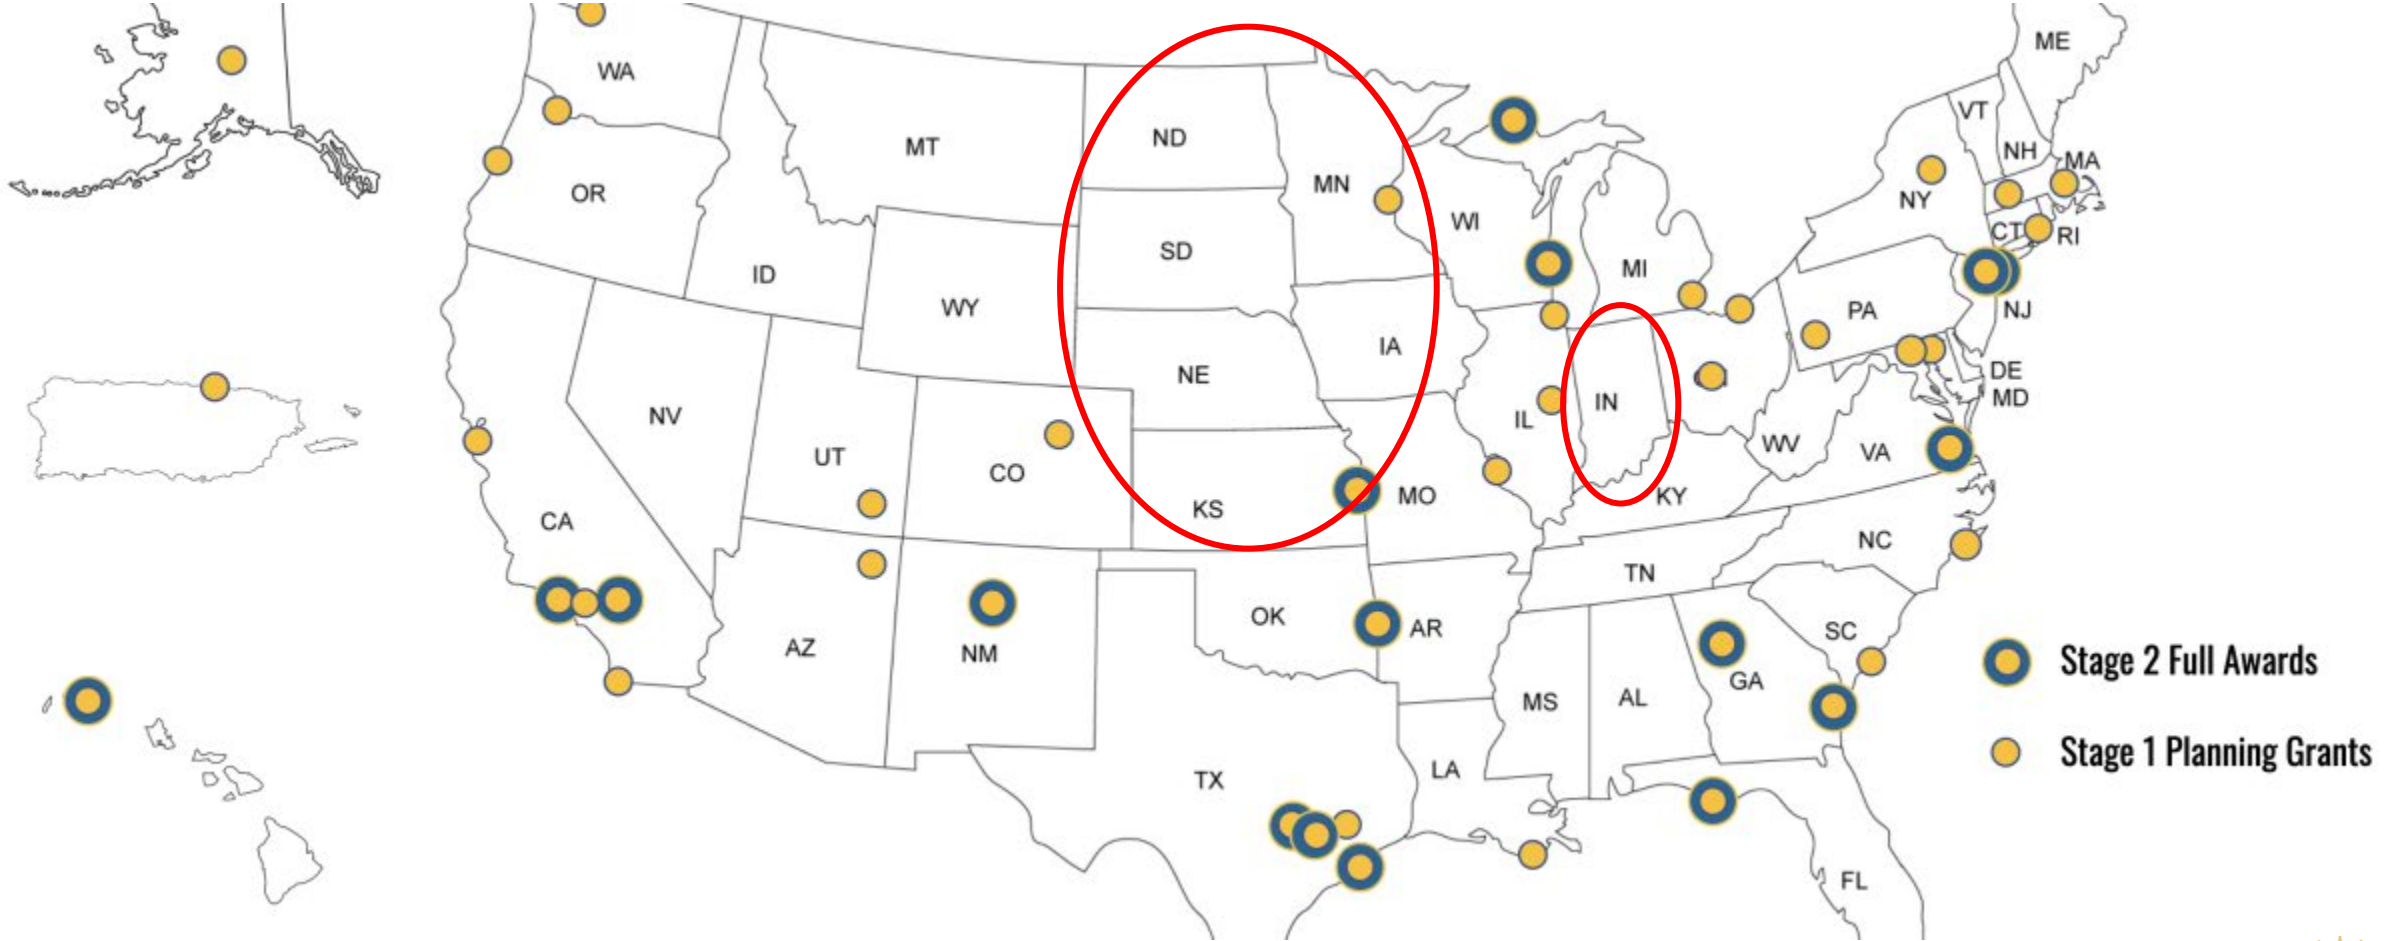 ME
WA
VT
ND
MT
NH
MA
MN
OR
NY
WI
CT
RI
SD
MI
ID
WY
PA
NJ
IA
NE
DE
MD
IN
NV
IL
WV
UT
VA
CO
MO
KY
KS
CA
NC
TN
OK
AR
SC
AZ
NM
Stage 2 Full Awards
GA
AL
MS
Stage 1 Planning Grants
LA
TX
FL